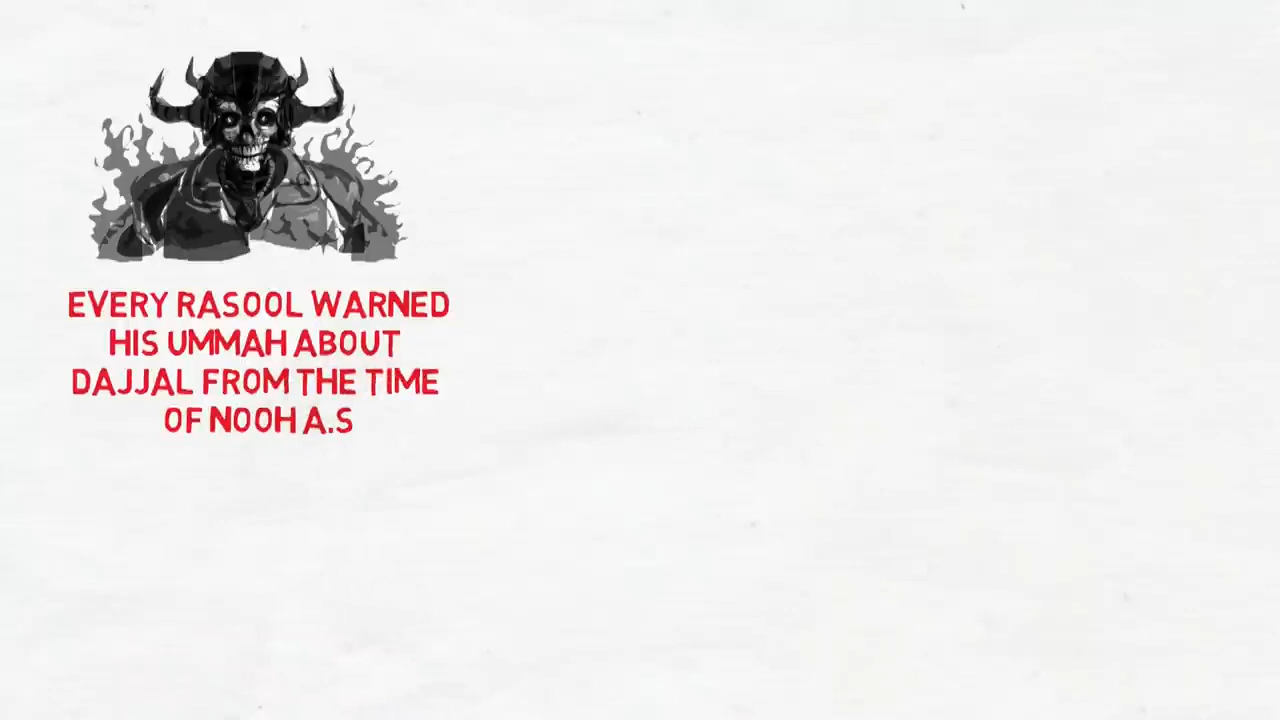 EVERY RASOOL WARNED
HIS UMMAH ABOUT
DAJJAL FROM THE TIME
OF NOOH A.S